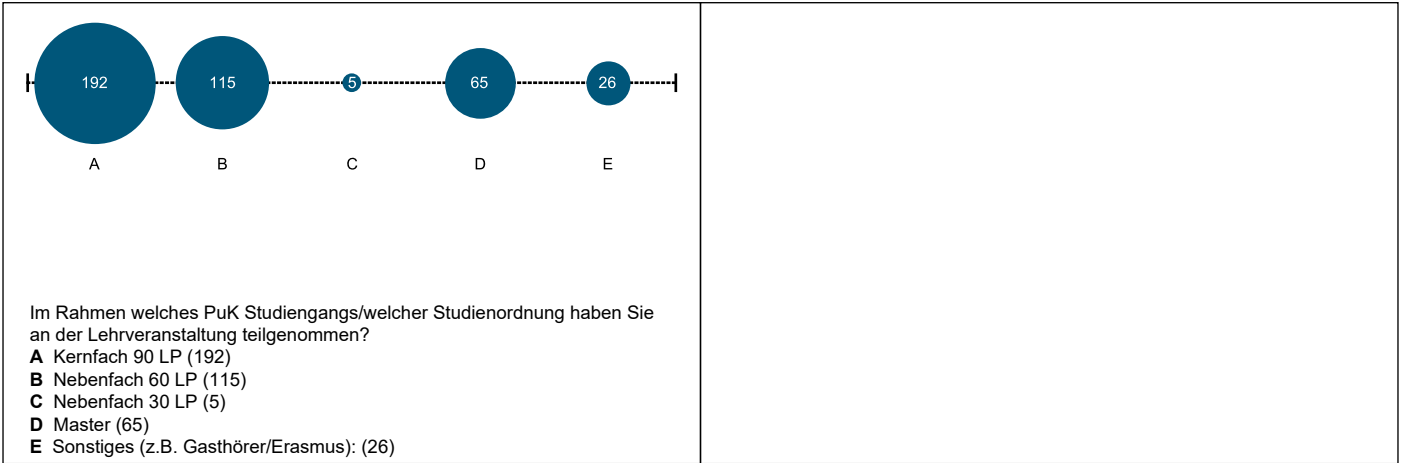 192 115 5 65 26
A B C D E
Im Rahmen welches PuK Studiengangs/welcher Studienordnung haben Sie
an der Lehrveranstaltung teilgenommen?
A Kernfach 90 LP (192)
B Nebenfach 60 LP (115)
C Nebenfach 30 LP (5)
D Master (65)
E Sonstiges (z.B. Gasthörer/Erasmus): (26)